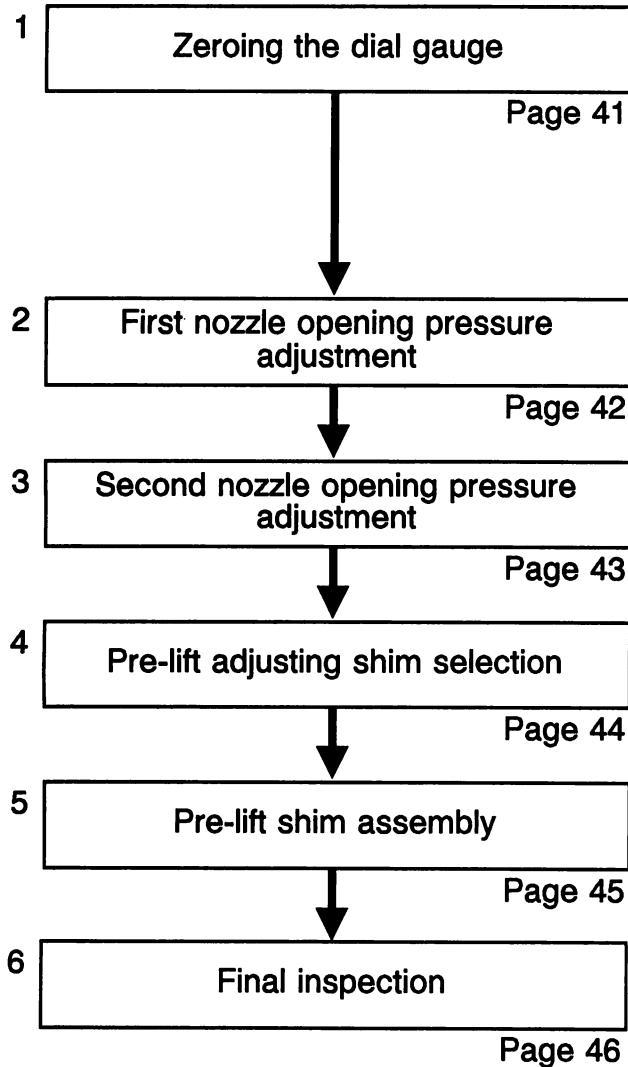 1
Zeroing the dial gauge
Page 41
2
First nozzle opening pressure
adjustment
Page 42
3
Second nozzle opening pressure
adjustment
Page 43
4
Pre-lift adjusting shim selection
Page 44
5
Pre-lift shim assembly
Page 45
6
Final inspection
Page 46